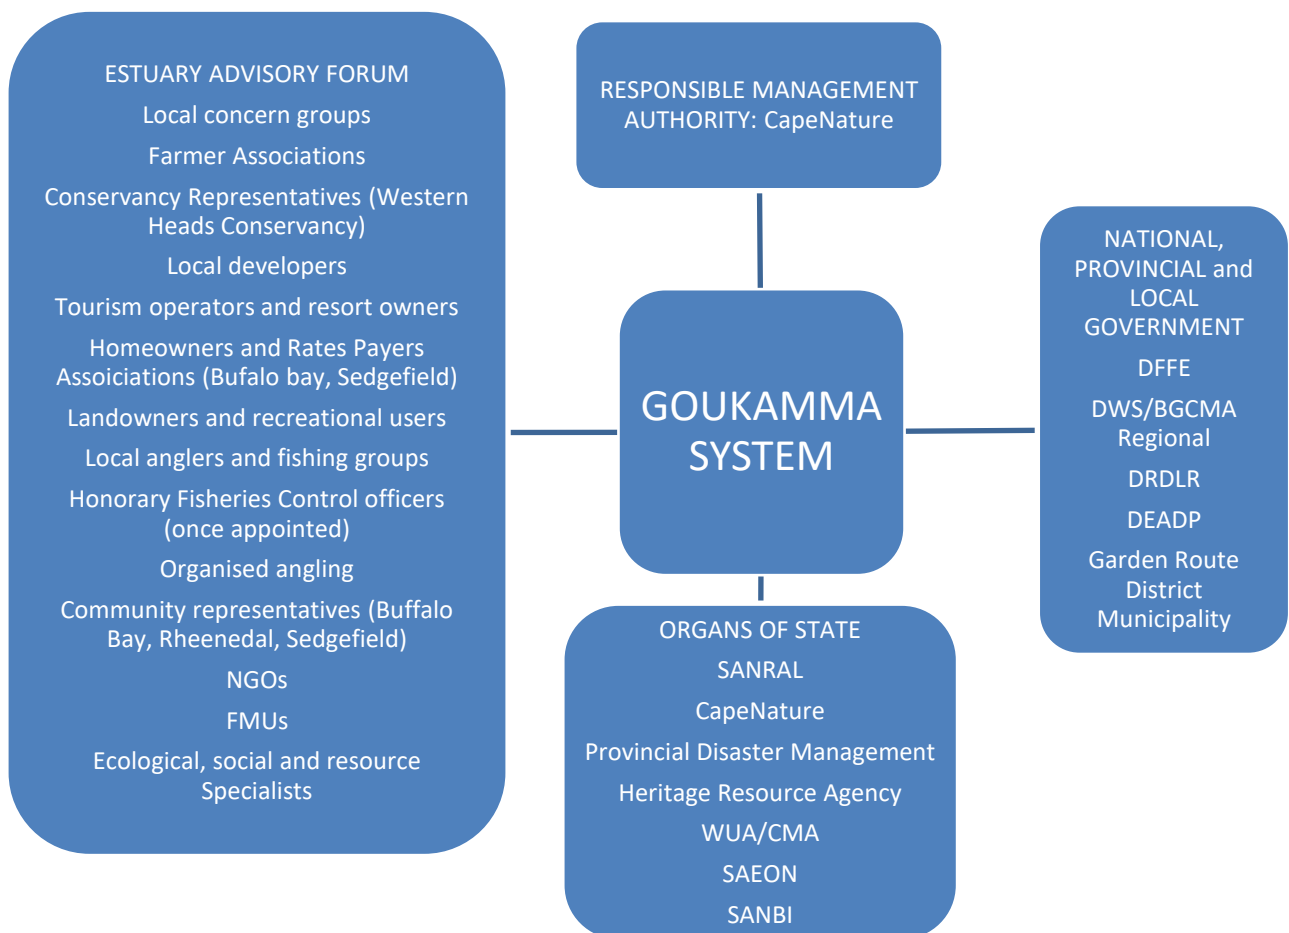 ESTUARY ADVISORY FORUM
Local concern groups
Farmer Associations
Conservancy Representatives (Western
Heads Conservancy)
Local developers
Tourism operators and resort owners
Homeowners and Rates Payers
Assoiciations (Bufalo bay, Sedgefield)
Landowners and recreational users
Local anglers and fishing groups
Honorary Fisheries Control officers
(once appointed)
Organised angling
Community representatives (Buffalo
Bay, Rheenedal, Sedgefield)
NGOs
FMUs
Ecological, social and resource
Specialists
RESPONSIBLE MANAGEMENT
AUTHORITY: CapeNature
GOUKAMMA
SYSTEM
NATIONAL,
PROVINCIAL and
LOCAL
GOVERNMENT
DFFE
DWS/BGCMA
Regional
DRDLR
DEADP
Garden Route
District
Municipality
ORGANS OF STATE
SANRAL
CapeNature
Provincial Disaster Management
Heritage Resource Agency
WUA/CMA
SAEON
SANBI